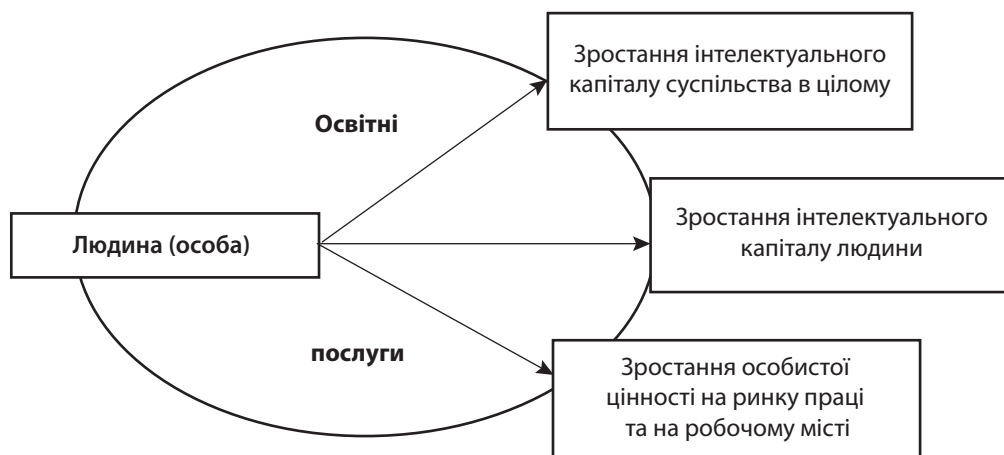 Зростання інтелектуального
капіталу суспільства в цілому
Освітні
Людина (особа)
Зростання інтелектуального
капіталу людини
послуги
Зростання особистої
цінності на ринку праці
та на робочому місті